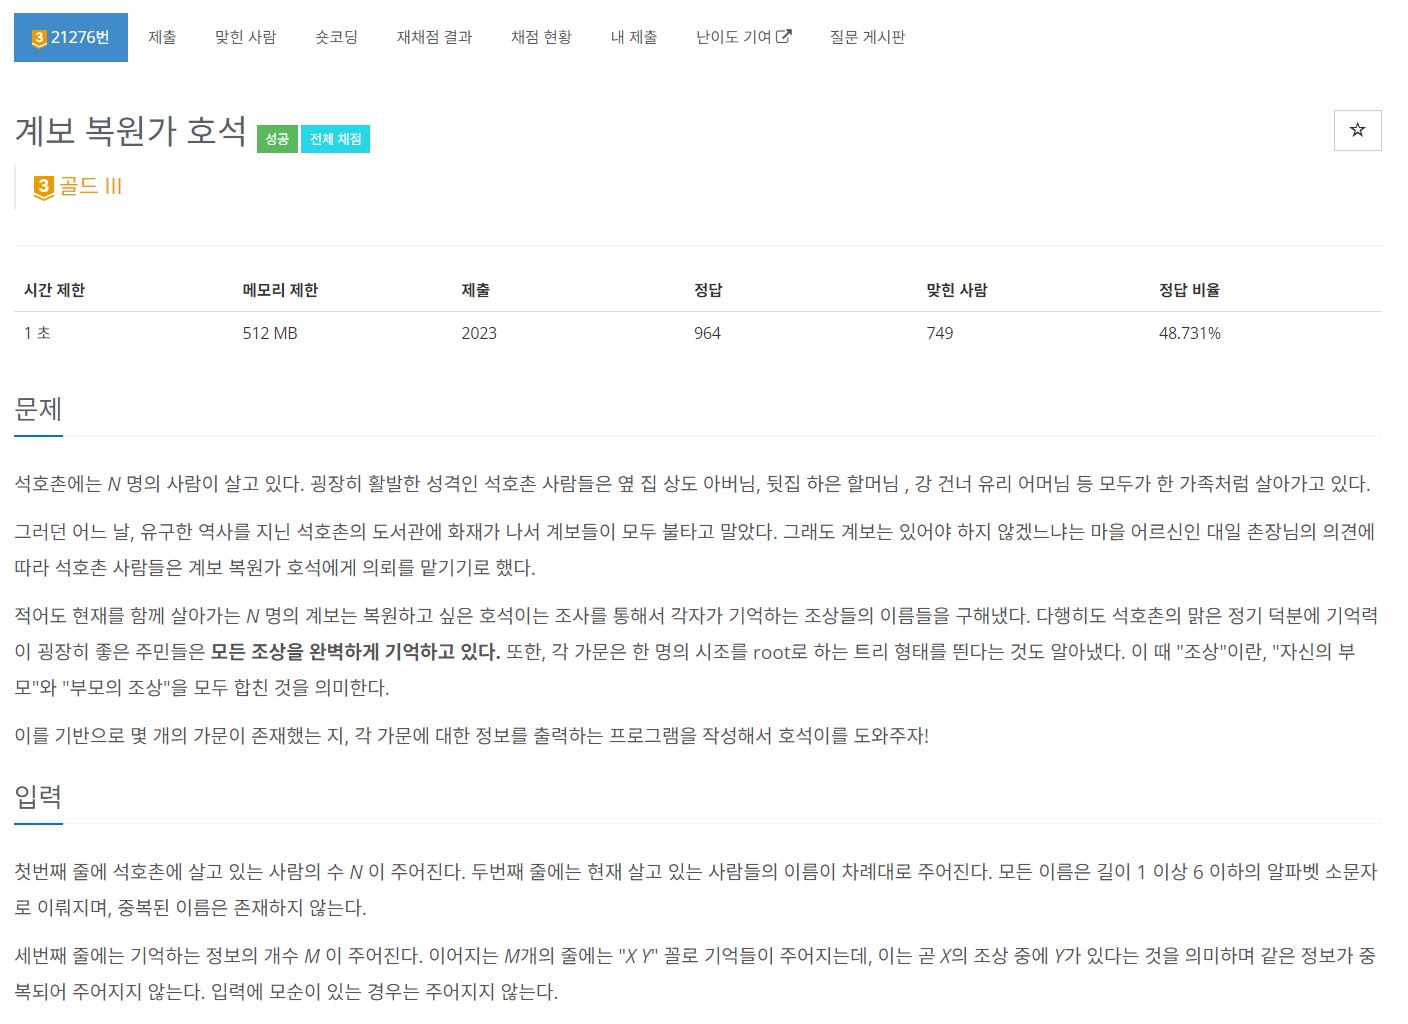 3 21276번 제출 맞힌 사람 숏코딩 재채점 결과 채점 현황 내 제출 난이도 기여 질문 게시판
계보 복원가 호석 성공 전체 채점
3 골드 III
시간 제한 메모리 제한 제출 정답 맞힌 사람 정답 비율
1 초 512 MB 2023 964 749 48.731%
문제
석호촌에는 N 명의 사람이 살고 있다. 굉장히 활발한 성격인 석호촌 사람들은 옆 집 상도 아버님, 뒷집 하은 할머님 , 강 건너 유리 어머님 등 모두가 한 가족처럼 살아가고 있다.
그러던 어느 날, 유구한 역사를 지닌 석호촌의 도서관에 화재가 나서 계보들이 모두 불타고 말았다. 그래도 계보는 있어야 하지 않겠느냐는 마을 어르신인 대일 촌장님의 의견에
따라 석호촌 사람들은 계보 복원가 호석에게 의뢰를 맡기기로 했다.
적어도 현재를 함께 살아가는 N 명의 계보는 복원하고 싶은 호석이는 조사를 통해서 각자가 기억하는 조상들의 이름들을 구해냈다. 다행히도 석호촌의 맑은 정기 덕분에 기억력
이 굉장히 좋은 주민들은 모든 조상을 완벽하게 기억하고 있다. 또한, 각 가문은 한 명의 시조를 root로 하는 트리 형태를 띈다는 것도 알아냈다. 이 때 "조상"이란, "자신의 부
모"와 "부모의 조상"을 모두 합친 것을 의미한다.
이를 기반으로 몇 개의 가문이 존재했는 지, 각 가문에 대한 정보를 출력하는 프로그램을 작성해서 호석이를 도와주자!
입력
첫번째 줄에 석호촌에 살고 있는 사람의 수 N 이 주어진다. 두번째 줄에는 현재 살고 있는 사람들의 이름이 차례대로 주어진다. 모든 이름은 길이 1 이상 6 이하의 알파벳 소문자
로 이뤄지며, 중복된 이름은 존재하지 않는다.
세번째 줄에는 기억하는 정보의 개수 M 이 주어진다. 이어지는 M개의 줄에는 "X Y" 꼴로 기억들이 주어지는데, 이는 곧 X의 조상 중에 Y가 있다는 것을 의미하며 같은 정보가 중
복되어 주어지지 않는다. 입력에 모순이 있는 경우는 주어지지 않는다.